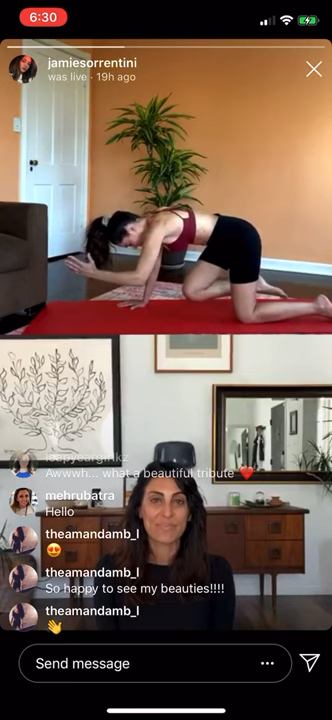 6:30
jamiesorrentini
was live · 19h ago
leapyeargirlkz
Awwwh... what a beautiful tribute ❤️
mehrubatra
Hello
theamandamb_l
😍
theamandamb_l
So happy to see my beauties!!!!
theamandamb_l
👋
Send message